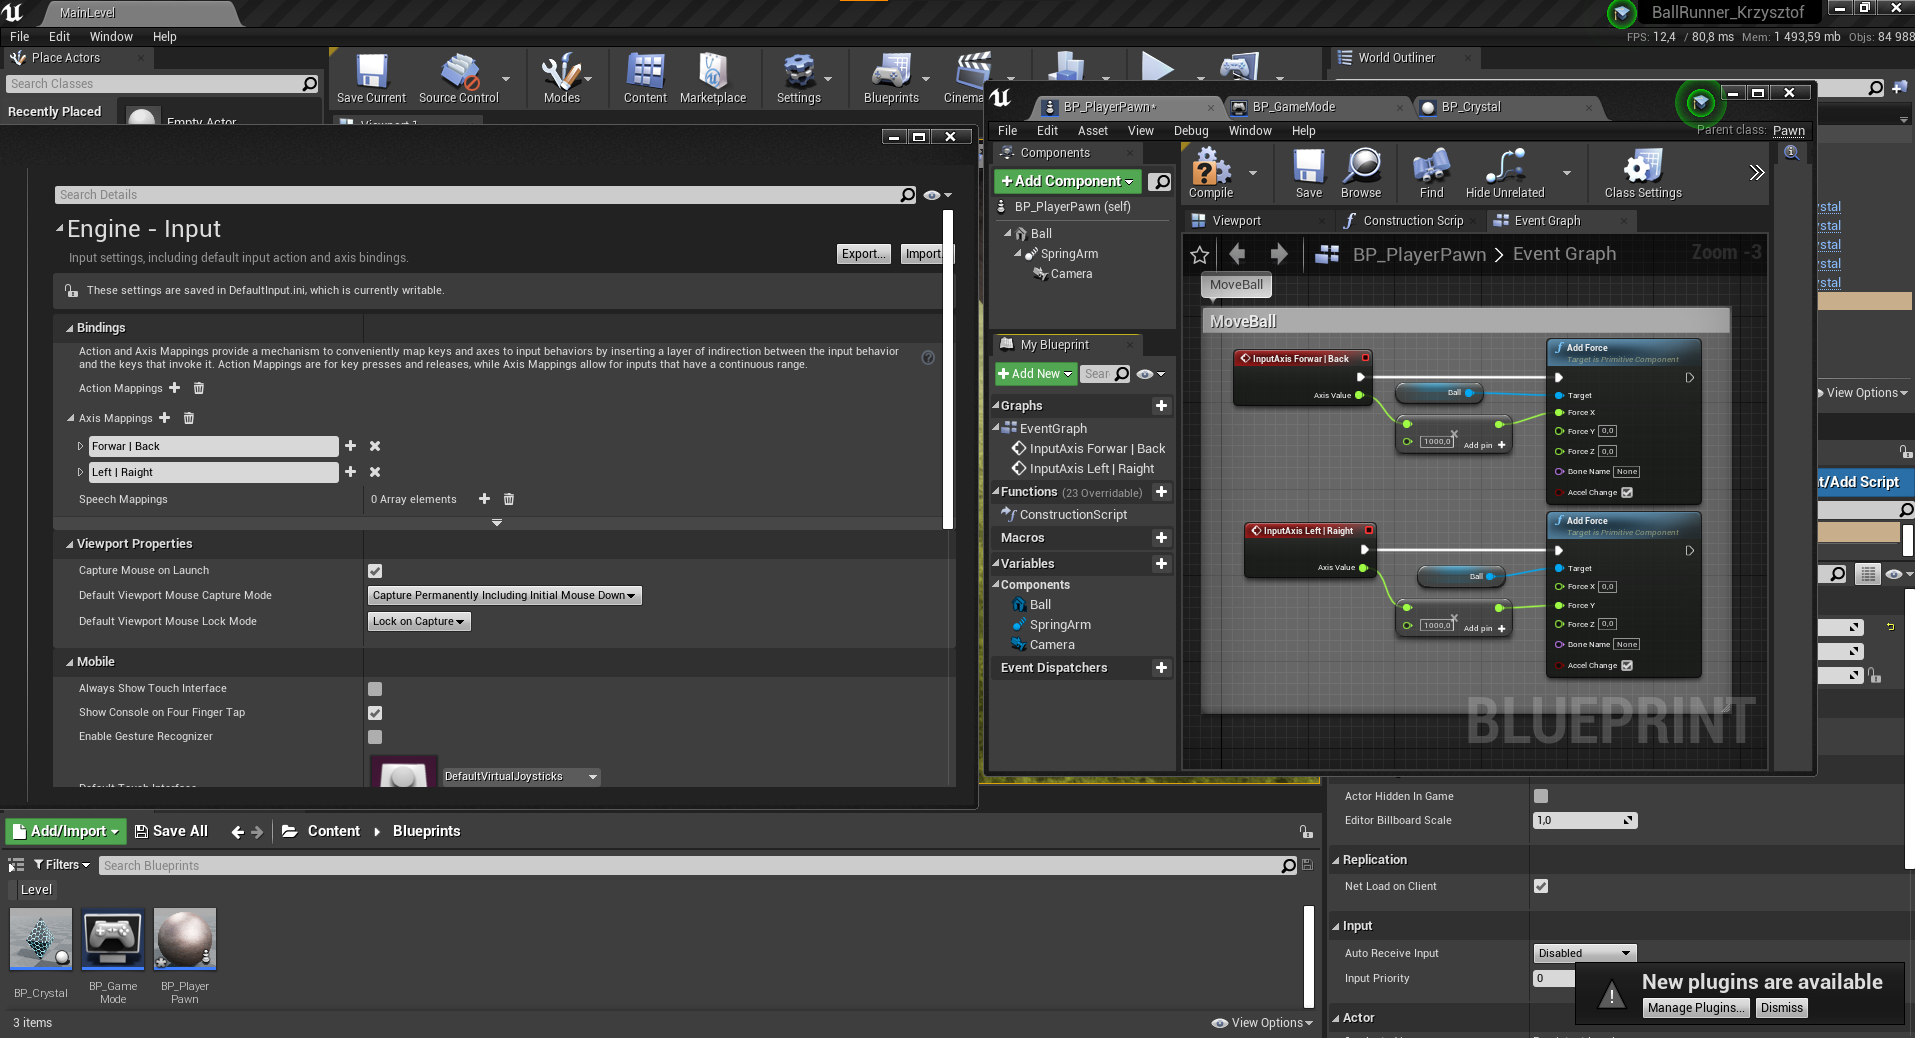 MainLevel
BallRunner_Krzysztof
File Edit Window Help
FPS: 12,4 / 80,8 ms Mem: 1 493,59 mb Objs: 84 988
Place Actors
World Outliner
Search Classes
Recently Placed
Empty Actor
Save Current
Source Control
Modes
Content
Marketplace
Settings
Blueprints
Cinema
Viewport 1
Search Details
Engine - Input
Input settings, including default input action and axis bindings.
Export...
Import.
These settings are saved in DefaultInput.ini, which is currently writable.
Bindings
Action and Axis Mappings provide a mechanism to conveniently map keys and axes to input behaviors by inserting a layer of indirection between the input behavior
and the keys that invoke it. Action Mappings are for key presses and releases, while Axis Mappings allow for inputs that have a continuous range.
Action Mappings
Axis Mappings
Forwar | Back
Left | Raight
Speech Mappings
0 Array elements
Viewport Properties
Capture Mouse on Launch
Default Viewport Mouse Capture Mode
Capture Permanently Including Initial Mouse Down
Default Viewport Mouse Lock Mode
Lock on Capture
Mobile
Always Show Touch Interface
Show Console on Four Finger Tap
Enable Gesture Recognizer
DefaultVirtualJoysticks
Default Touch Interface
BP_PlayerPawn*
BP_GameMode
BP_Crystal
File Edit Asset View Debug Window Help
Parent class: Pawn
Components
+Add Component
BP_PlayerPawn (self)
Ball
SpringArm
Camera
Compile
Save
Browse
Find
Hide Unrelated
Class Settings
Viewport
Construction Scrip
Event Graph
BP_PlayerPawn > Event Graph
Zoom -3
MoveBall
MoveBall
My Blueprint
+Add New
Sear
Graphs
EventGraph
InputAxis Forwar | Back
InputAxis Left | Raight
Functions (23 Overridable)
ConstructionScript
Macros
Variables
Components
Ball
SpringArm
Camera
Event Dispatchers
InputAxis Forwar | Back
Axis Value
Ball
1000,0
Add pin
Add Force
Target is Primitive Component
Target
Force X
Force Y 0,0
Force Z 0,0
Bone Name None
Accel Change
InputAxis Left | Raight
Axis Value
Ball
1000,0
Add pin
Add Force
Target is Primitive Component
Target
Force X 0,0
Force Y
Force Z 0,0
Bone Name None
Accel Change
BLUEPRINT
stal
stal
stal
stal
stal
View Options
t/Add Script
Actor Hidden In Game
Editor Billboard Scale
1,0
Replication
Net Load on Client
Input
Auto Receive Input
Disabled
Input Priority
0
Actor
New plugins are available
Manage Plugins...
Dismiss
Add/Import
Save All
Content
Blueprints
Filters
Search Blueprints
Level
BP_Crystal
BP_Game
Mode
BP_Player
Pawn
3 items
View Options